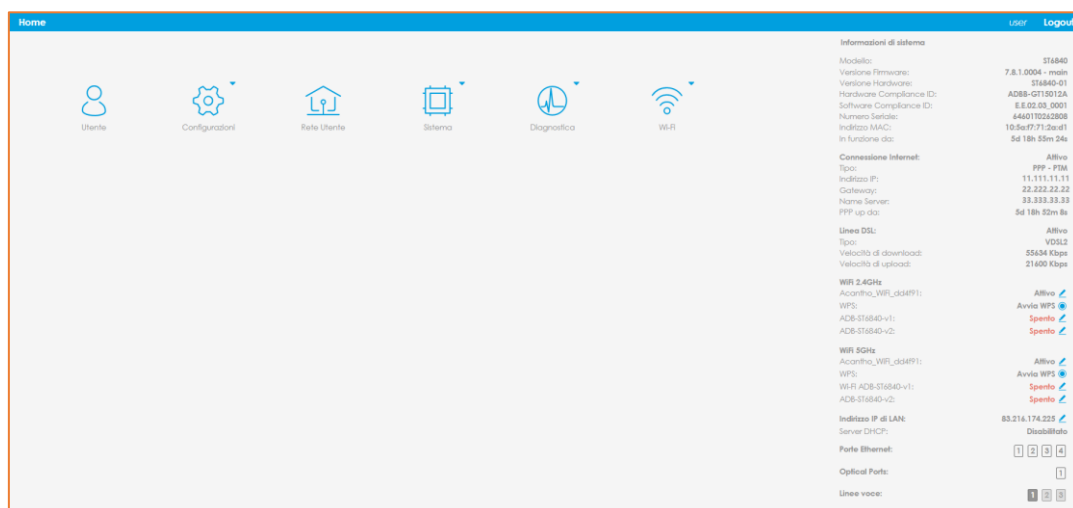 Home user Logout
Utente Configurazioni Rete Utente Sistema Diagnostica Wi-Fi
Informazioni di sistema
Modello: ST6840
Versione Firmware: 7.8.1.0004 - main
Versione Hardware: ST6840-01
Hardware Compliance ID: ADBB-GT15012A
Software Compliance ID: E.E.02.03_0001
Numero Seriale: 64601T0262808
Indirizzo MAC: 10:5a:f7:71:2a:d1
In funzione da: 5d 18h 55m 24s
Connessione Internet: Attivo
Tipo: PPP - PTM
Indirizzo IP: 11.111.11.11
Gateway: 22.222.22.22
Name Server: 33.333.33.33
PPP up da: 5d 18h 52m 8s
Linea DSL: Attivo
Tipo: VDSL2
Velocità di download: 55634 Kbps
Velocità di upload: 21600 Kbps
WiFi 2.4GHz
Acantho_WiFi_dd4f91: Attivo
WPS: Avvia WPS
ADB-ST6840-v1: Spento
ADB-ST6840-v2: Spento
WiFi 5GHz
Acantho_WiFi_dd4f91: Attivo
WPS: Avvia WPS
Wi-Fi ADB-ST6840-v1: Spento
ADB-ST6840-v2: Spento
Indirizzo IP di LAN: 83.216.174.225
Server DHCP: Disabilitato
Porte Ethernet: 1 2 3 4
Optical Ports: 1
Linee voce: 1 2 3